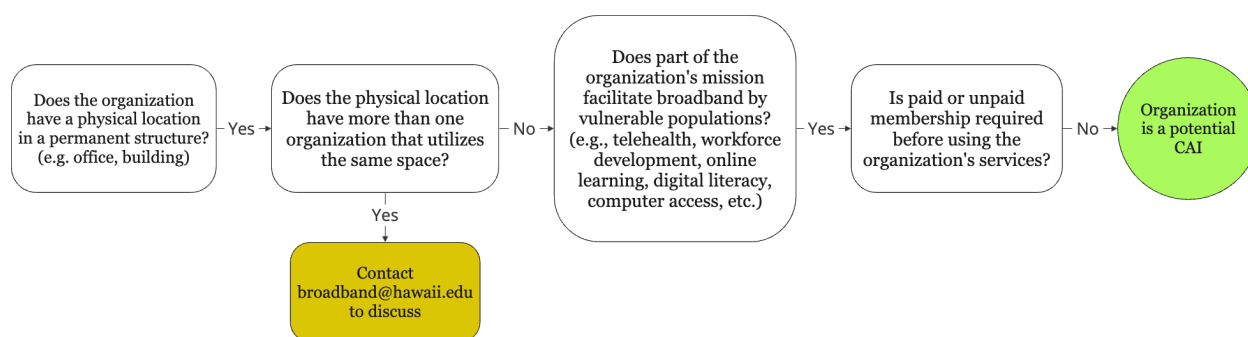 Does the organization
have a physical location
in a permanent structure?
(e.g. office, building)
Yes
Does the physical location
have more than one
organization that utilizes
the same space?
Yes
Contact
broadband@hawaii.edu
to discuss
No
Does part of the
organization's mission
facilitate broadband by
vulnerable populations?
(e.g., telehealth, workforce
development, online
learning, digital literacy,
computer access, etc.)
Yes
Is paid or unpaid
membership required
before using the
organization's services?
No
Organization
is a potential
CAI